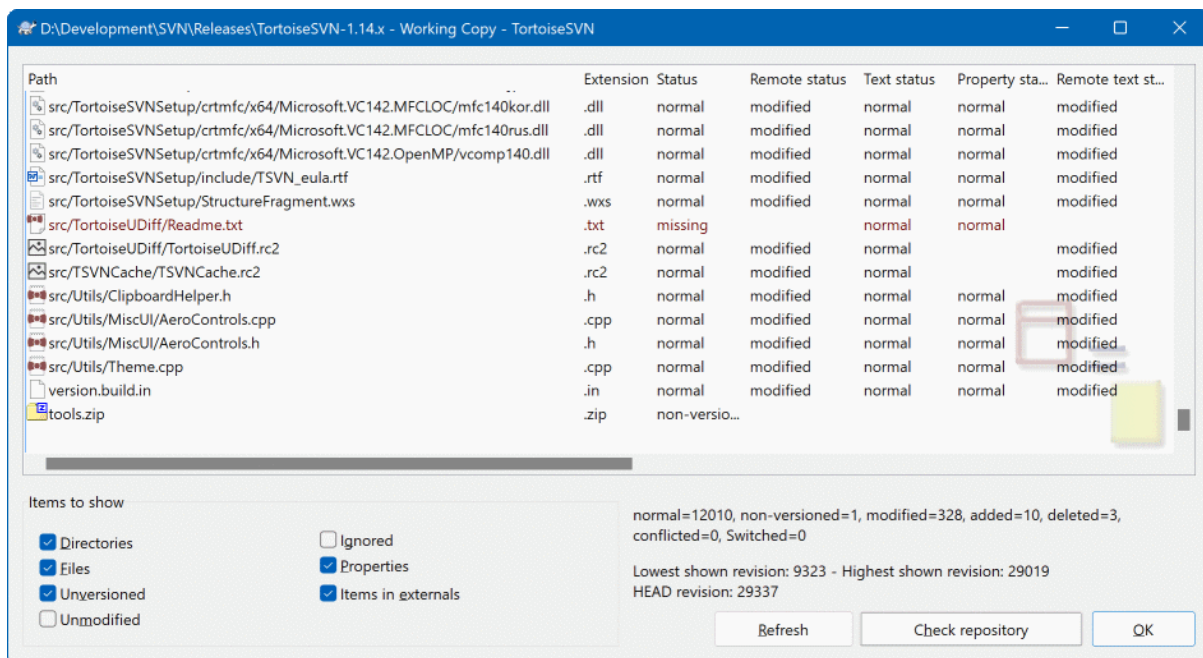 D:\Development\SVN\Releases\TortoiseSVN-1.14.x - Working Copy - TortoiseSVN
Path Extension Status Remote status Text status Property sta... Remote text st...
src/TortoiseSVNSetup/crtmfc/x64/Microsoft.VC142.MFCLOC/mfc140kor.dll .dll normal modified normal normal modified
src/TortoiseSVNSetup/crtmfc/x64/Microsoft.VC142.MFCLOC/mfc140rus.dll .dll normal modified normal normal modified
src/TortoiseSVNSetup/crtmfc/x64/Microsoft.VC142.OpenMP/vcomp140.dll .dll normal modified normal normal modified
src/TortoiseSVNSetup/include/TSVN_eula.rtf .rtf normal modified normal normal modified
src/TortoiseSVNSetup/StructureFragment.wxs .wxs normal modified normal normal modified
src/TortoiseUDiff/Readme.txt .txt missing normal normal
src/TortoiseUDiff/TortoiseUDiff.rc2 .rc2 normal modified normal modified
src/TSVNCache/TSVNCache.rc2 .rc2 normal modified normal modified
src/Utils/ClipboardHelper.h .h normal modified normal normal modified
src/Utils/MiscUI/AeroControls.cpp .cpp normal modified normal normal modified
src/Utils/MiscUI/AeroControls.h .h normal modified normal normal modified
src/Utils/Theme.cpp .cpp normal modified normal normal modified
version.build.in .in normal modified normal normal modified
tools.zip .zip non-versio...
Items to show
Directories
Files
Unversioned
Unmodified
Ignored
Properties
Items in externals
normal=12010, non-versioned=1, modified=328, added=10, deleted=3,
conflicted=0, Switched=0
Lowest shown revision: 9323 - Highest shown revision: 29019
HEAD revision: 29337
Refresh Check repository OK